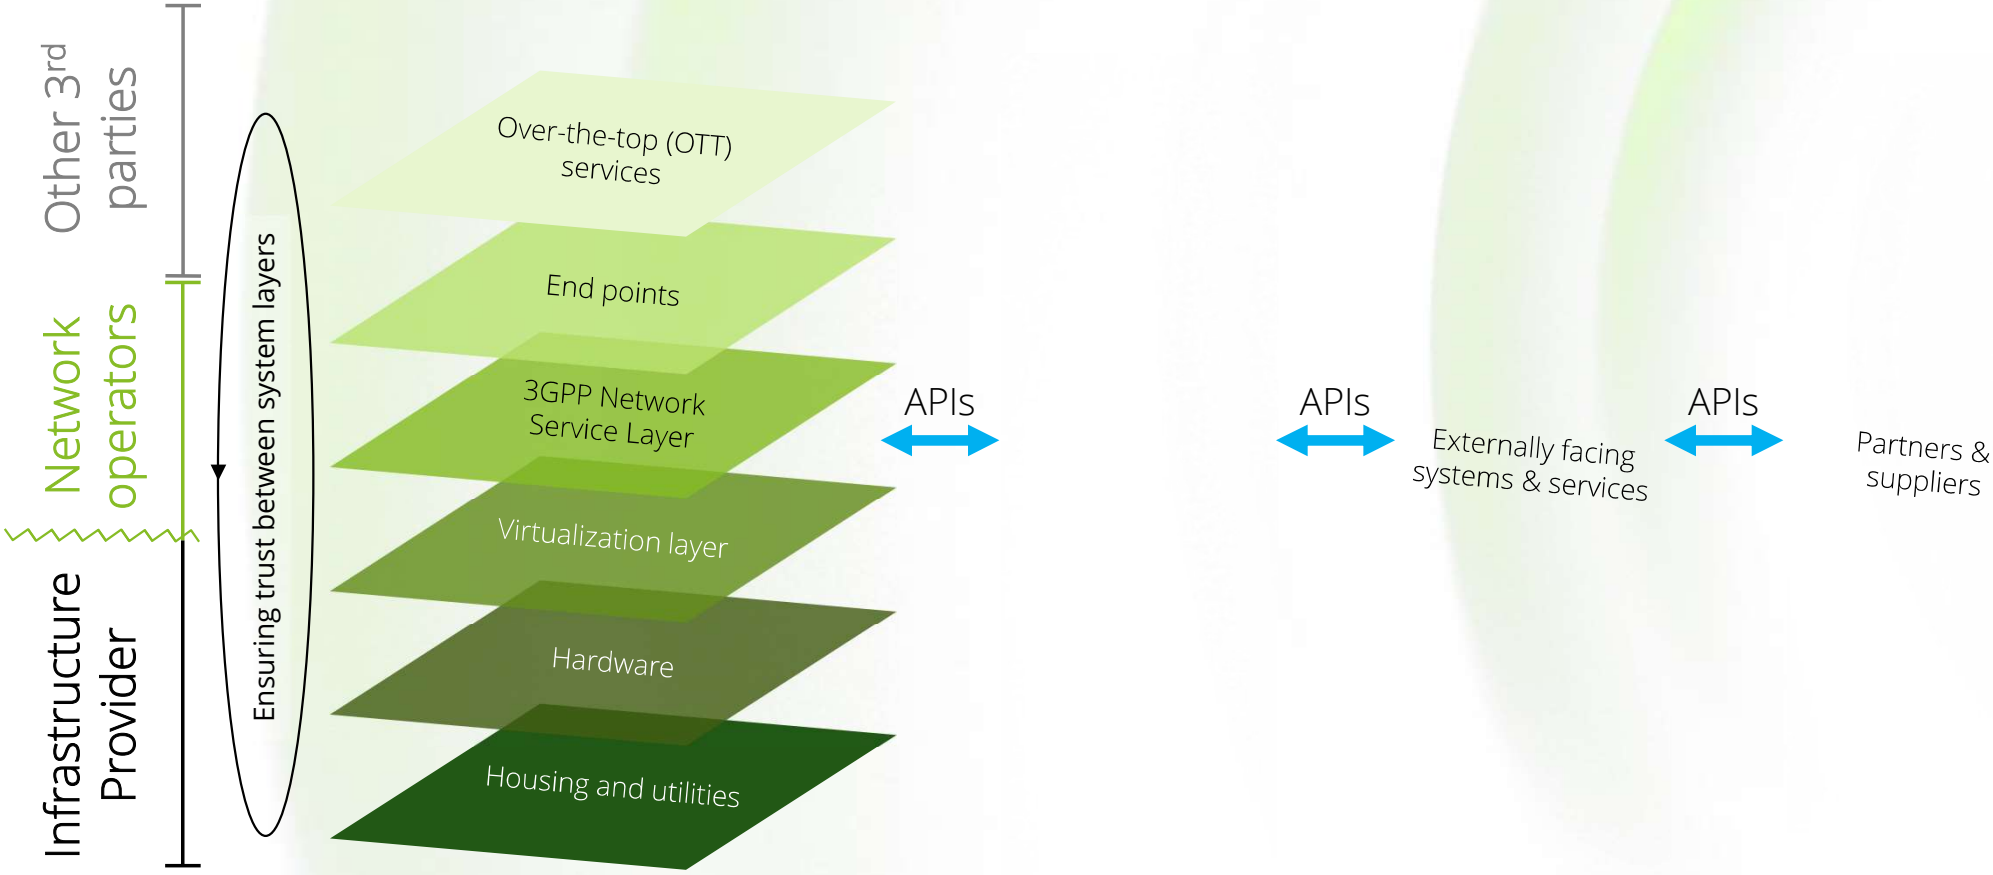 Other 3rd
parties
Network
operators
Infrastructure
Provider
Ensuring trust between system layers
Over-the-top (OTT)
services
End points
3GPP Network
Service Layer
Virtualization layer
Hardware
Housing and utilities
APIs
APIs
Externally facing
systems & services
APIs
Partners &
suppliers